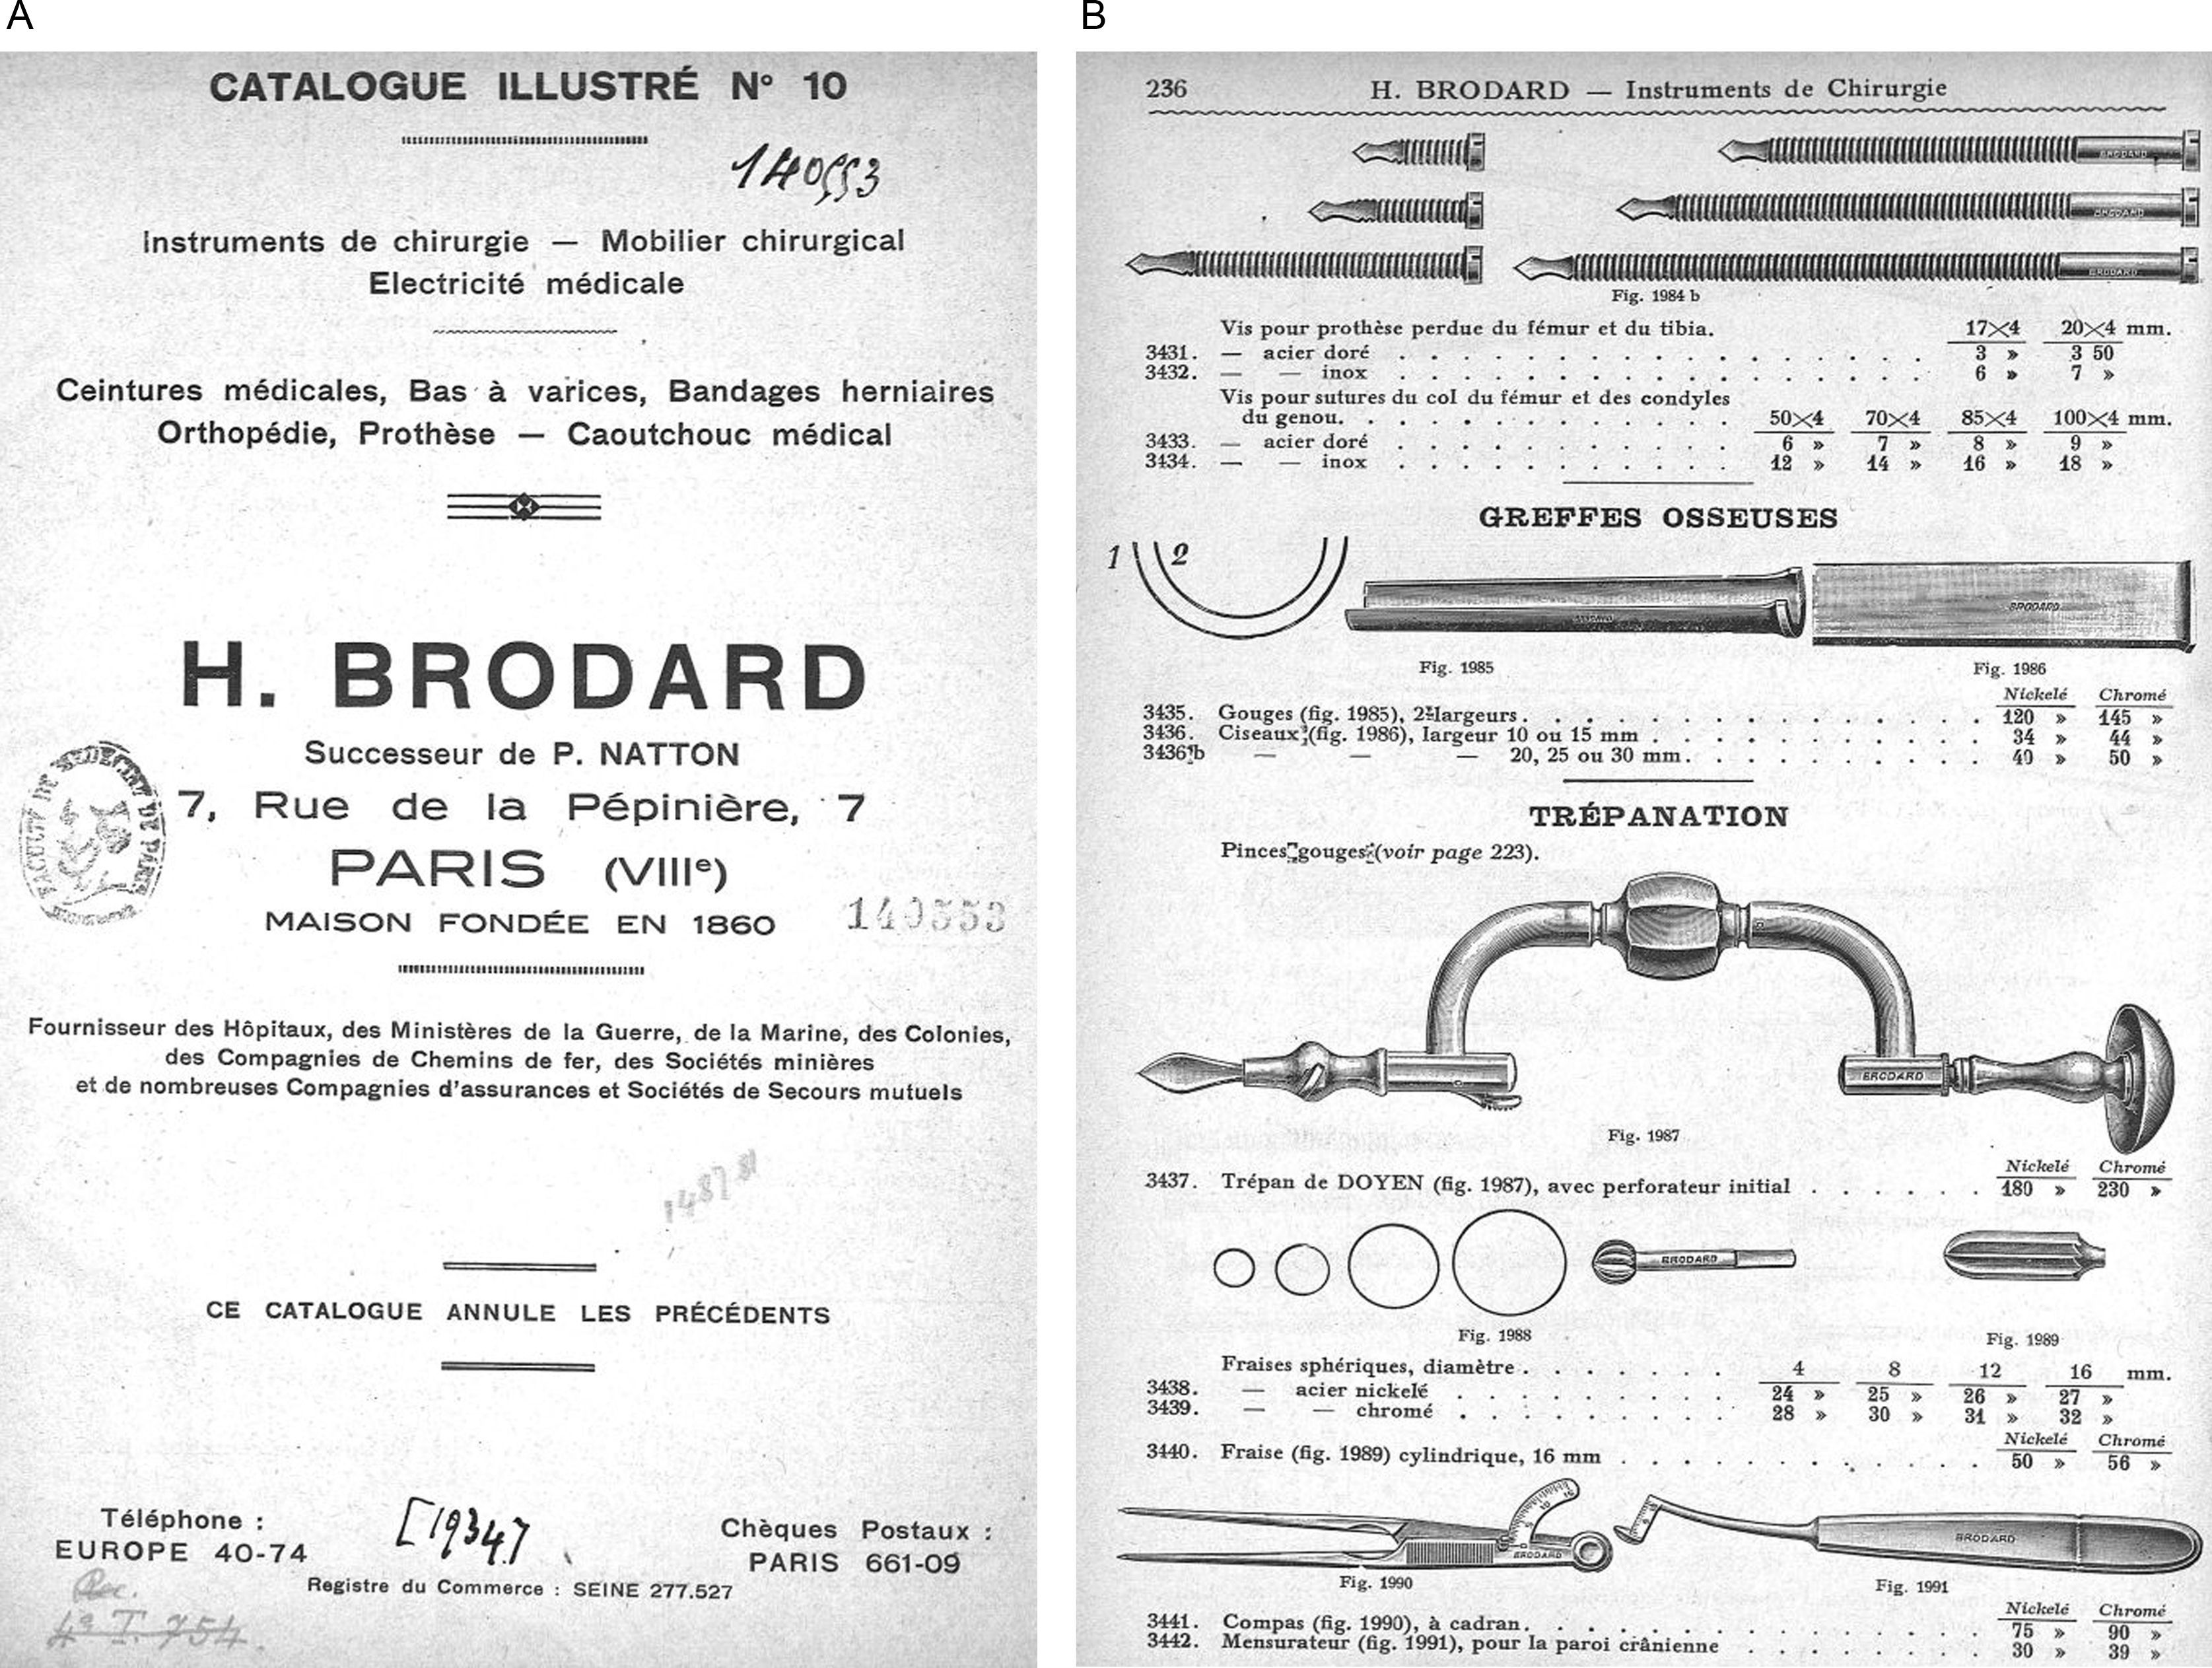 A
CATALOGUE ILLUSTRÉ N° 10
Instruments de chirurgie — Mobilier chirurgical
Electricité médicale
Ceintures médicales, Bas à varices, Bandages herniaires
Orthopédie, Prothèse — Caoutchouc médical
H. BRODARD
Successeur de P. NATTON
7, Rue de la Pépinière, 7
PARIS (VIIIe)
MAISON FONDÉE EN 1860
140553
FACULTÉ DE MEDECINE DE PARIS
Fournisseur des Hôpitaux, des Ministères de la Guerre, de la Marine, des Colonies,
des Compagnies de Chemins de fer, des Sociétés minières
et de nombreuses Compagnies d'assurances et Sociétés de Secours mutuels
CE CATALOGUE ANNULE LES PRÉCÉDENTS
Téléphone :
EUROPE 40-74
Chèques Postaux :
PARIS 661-09
Registre du Commerce : SEINE 277.527
B
236 H. BRODARD — Instruments de Chirurgie
BRODARD
BRODARD
BRODARD
Fig. 1984 b
Vis pour prothèse perdue du fémur et du tibia. 17×4 20×4 mm.
3431. — acier doré . . . 3 » 3 50
3432. — — inox . . . 6 » 7 »
Vis pour sutures du col du fémur et des condyles
du genou. . . . 50×4 70×4 85×4 100×4 mm.
3433. — acier doré . . . 6 » 7 » 8 » 9 »
3434. — — inox . . . 12 » 14 » 16 » 18 »
GREFFES OSSEUSES
1 2
BRODARD
Fig. 1985 Fig. 1986
Nickelé Chromé
3435. Gouges (fig. 1985), 2 largeurs . . . 120 » 145 »
3436. Ciseaux (fig. 1986), largeur 10 ou 15 mm . . . 34 » 44 »
3436 b — — — 20, 25 ou 30 mm . . . 40 » 50 »
TRÉPANATION
Pinces gouges (voir page 223).
BRODARD
Fig. 1987
Nickelé Chromé
3437. Trépan de DOYEN (fig. 1987), avec perforateur initial . . . 180 » 230 »
BRODARD
Fig. 1988 Fig. 1989
Fraises sphériques, diamètre . . . 4 8 12 16 mm.
3438. — acier nickelé . . . 24 » 25 » 26 » 27 »
3439. — — chromé . . . 28 » 30 » 31 » 32 »
Nickelé Chromé
3440. Fraise (fig. 1989) cylindrique, 16 mm . . . 50 » 56 »
BRODARD
BRODARD
Fig. 1990 Fig. 1991
Nickelé Chromé
3441. Compas (fig. 1990), à cadran . . . 75 » 90 »
3442. Mensurateur (fig. 1991), pour la paroi crânienne . . . 30 » 39 »